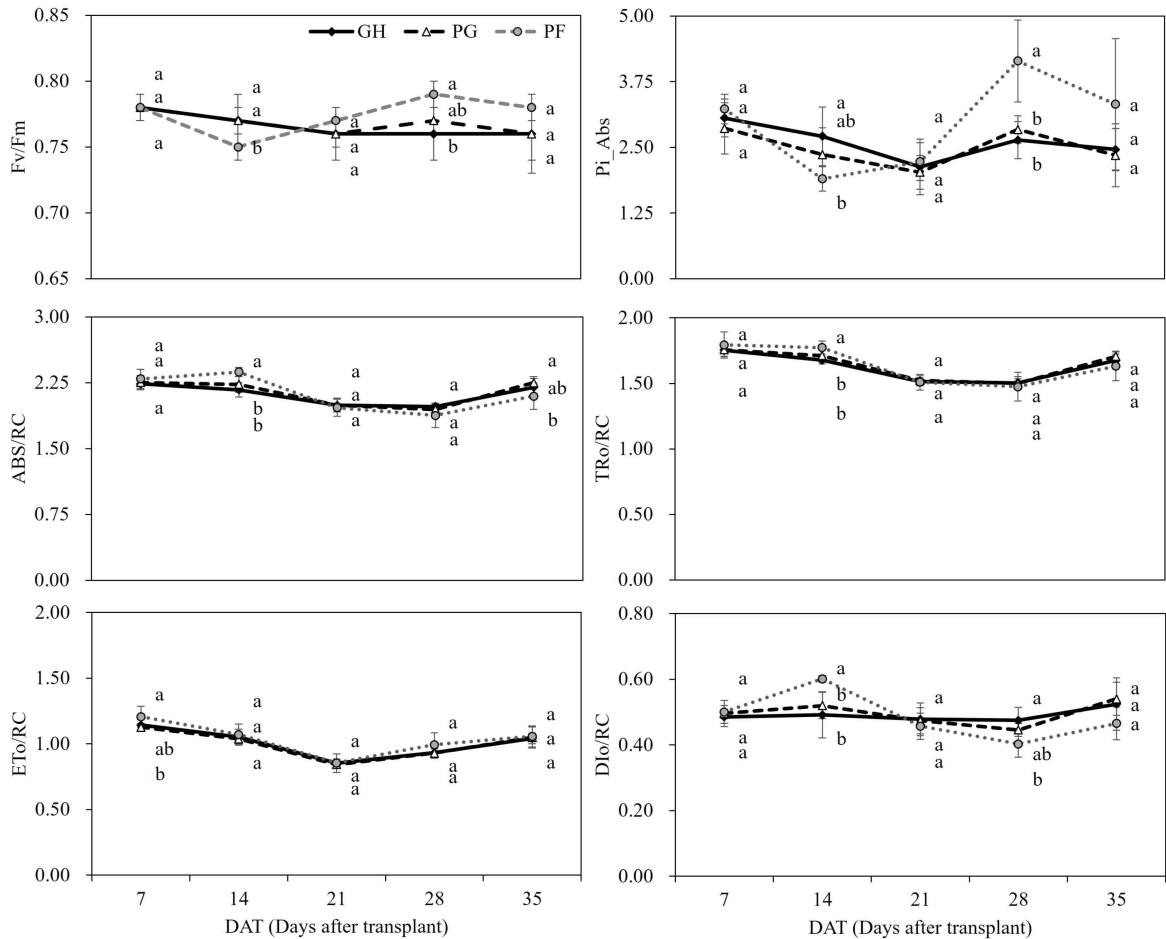 GH PG PF
0.85
0.80
0.75
0.70
0.65
Fv/Fm
a a a a a
a a ab a
b a a
a a b a
5.00
3.75
2.50
1.25
0.00
Pi_Abs
a a a a a
a ab a b a
a b a b a
3.00
2.25
1.50
0.75
0.00
ABS/RC
a a a a a
a b a a ab
a b a a b
2.00
1.50
1.00
0.50
0.00
TRo/RC
a a a a a
a b a a a
a b a a a
2.00
1.50
1.00
0.50
0.00
ETo/RC
a a a a a
ab a a a a
b a a a a
7 14 21 28 35
DAT (Days after transplant)
0.80
0.60
0.40
0.20
0.00
DIo/RC
a a a a a
a b a ab a
a b a b a
7 14 21 28 35
DAT (Days after transplant)